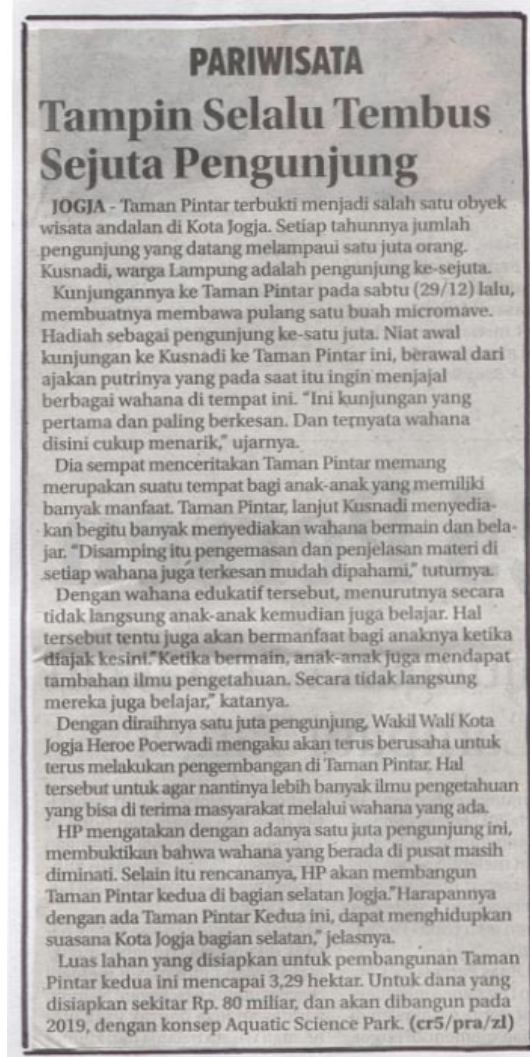 PARIWISATA
Tampin Selalu Tembus
Sejuta Pengunjung
JOGJA - Taman Pintar terbukti menjadi salah satu obyek
wisata andalan di Kota Jogja. Setiap tahunnya jumlah
pengunjung yang datang melampaui satu juta orang.
Kusnadi, warga Lampung adalah pengunjung ke-sejuta.
Kunjungannya ke Taman Pintar pada sabtu (29/12) lalu,
membuatnya membawa pulang satu buah micromave.
Hadiah sebagai pengunjung ke-satu juta. Niat awal
kunjungan ke Kusnadi ke Taman Pintar ini, berawal dari
ajakan putrinya yang pada saat itu ingin menjajal
berbagai wahana di tempat ini. “Ini kunjungan yang
pertama dan paling berkesan. Dan ternyata wahana
disini cukup menarik,” ujarnya.
Dia sempat menceritakan Taman Pintar memang
merupakan suatu tempat bagi anak-anak yang memiliki
banyak manfaat. Taman Pintar, lanjut Kusnadi menyedia-
kan begitu banyak menyediakan wahana bermain dan bela-
jar. “Disamping itu pengemasan dan penjelasan materi di
setiap wahana juga terkesan mudah dipahami,” tuturnya.
Dengan wahana edukatif tersebut, menurutnya secara
tidak langsung anak-anak kemudian juga belajar. Hal
tersebut tentu juga akan bermanfaat bagi anaknya ketika
diajak kesini.”Ketika bermain, anak-anak juga mendapat
tambahan ilmu pengetahuan. Secara tidak langsung
mereka juga belajar,” katanya.
Dengan diraihnya satu juta pengunjung, Wakil Wali Kota
Jogja Heroe Poerwadi mengaku akan terus berusaha untuk
terus melakukan pengembangan di Taman Pintar. Hal
tersebut untuk agar nantinya lebih banyak ilmu pengetahuan
yang bisa di terima masyarakat melalui wahana yang ada.
HP mengatakan dengan adanya satu juta pengunjung ini,
membuktikan bahwa wahana yang berada di pusat masih
diminati. Selain itu rencananya, HP akan membangun
Taman Pintar kedua di bagian selatan Jogja.”Harapannya
dengan ada Taman Pintar Kedua ini, dapat menghidupkan
suasana Kota Jogja bagian selatan,” jelasnya.
Luas lahan yang disiapkan untuk pembangunan Taman
Pintar kedua ini mencapai 3,29 hektar. Untuk dana yang
disiapkan sekitar Rp. 80 miliar, dan akan dibangun pada
2019, dengan konsep Aquatic Science Park. (cr5/pra/zl)